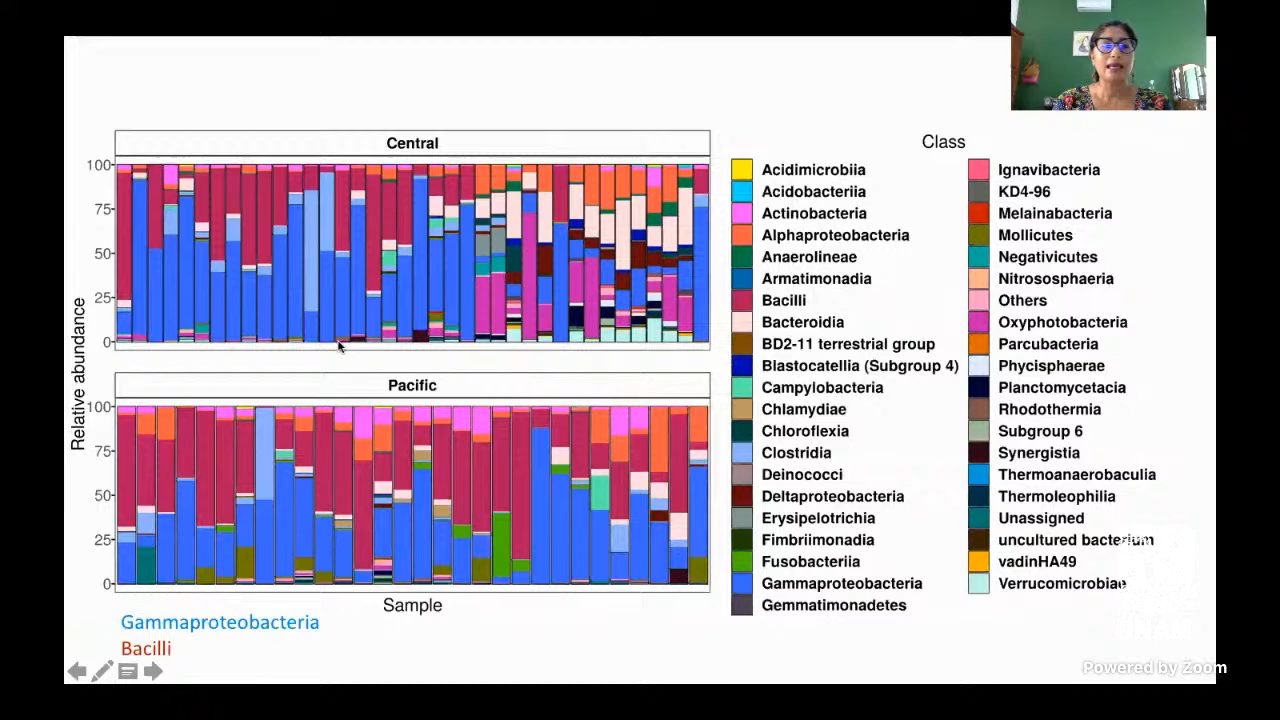 Central
100
75
50
25
0
Pacific
100
75
50
25
0
Relative abundance
Sample
Gammaproteobacteria
Bacilli
Class
Acidimicrobiia
Acidobacteriia
Actinobacteria
Alphaproteobacteria
Anaerolineae
Armatimonadia
Bacilli
Bacteroidia
BD2-11 terrestrial group
Blastocatellia (Subgroup 4)
Campylobacteria
Chlamydiae
Chloroflexia
Clostridia
Deinococci
Deltaproteobacteria
Erysipelotrichia
Fimbriimonadia
Fusobacteriia
Gammaproteobacteria
Gemmatimonadetes
Ignavibacteria
KD4-96
Melainabacteria
Mollicutes
Negativicutes
Nitrososphaeria
Others
Oxyphotobacteria
Parcubacteria
Phycisphaerae
Planctomycetacia
Rhodothermia
Subgroup 6
Synergistia
Thermoanaerobaculia
Thermoleophilia
Unassigned
uncultured bacterium
vadinHA49
Verrucomicrobiae
UNAM
Powered by Zoom